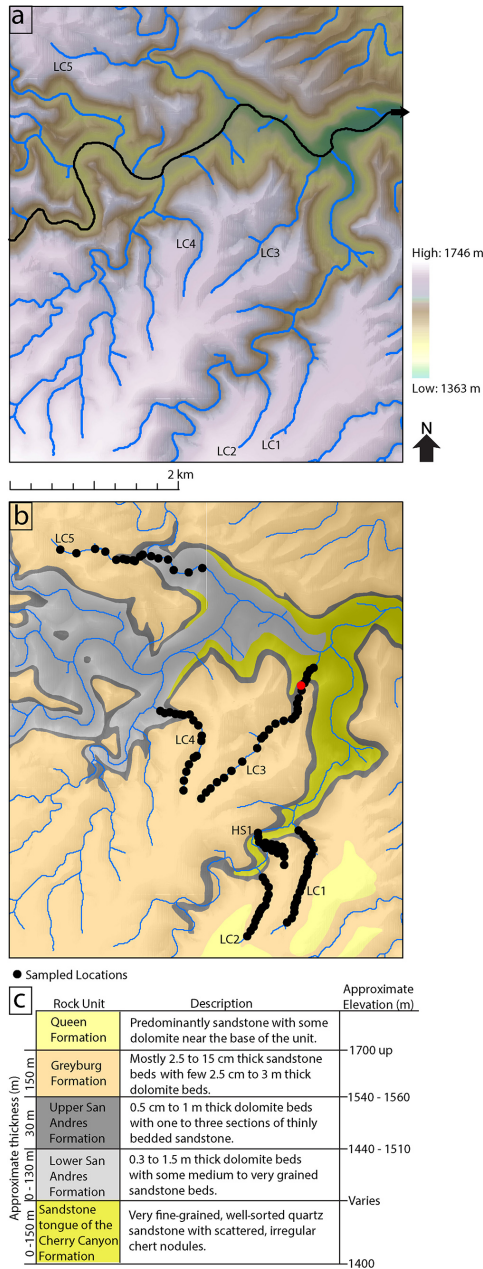 a
LC5
LC4
LC3
LC2
LC1
High: 1746 m
Low: 1363 m
N
2 km
b
LC5
LC4
LC3
HS1
LC1
LC2
Sampled Locations
c
Rock Unit
Description
Approximate
Elevation (m)
Approximate thickness (m)
Queen
Formation
Predominantly sandstone with some
dolomite near the base of the unit.
1700 up
150 m
Greyburg
Formation
Mostly 2.5 to 15 cm thick sandstone
beds with few 2.5 cm to 3 m thick
dolomite beds.
1540 - 1560
30 m
Upper San
Andres
Formation
0.5 cm to 1 m thick dolomite beds
with one to three sections of thinly
bedded sandstone.
1440 - 1510
0 - 130 m
Lower San
Andres
Formation
0.3 to 1.5 m thick dolomite beds
with some medium to very grained
sandstone beds.
Varies
0 -150 m
Sandstone
tongue of the
Cherry Canyon
Formation
Very fine-grained, well-sorted quartz
sandstone with scattered, irregular
chert nodules.
1400